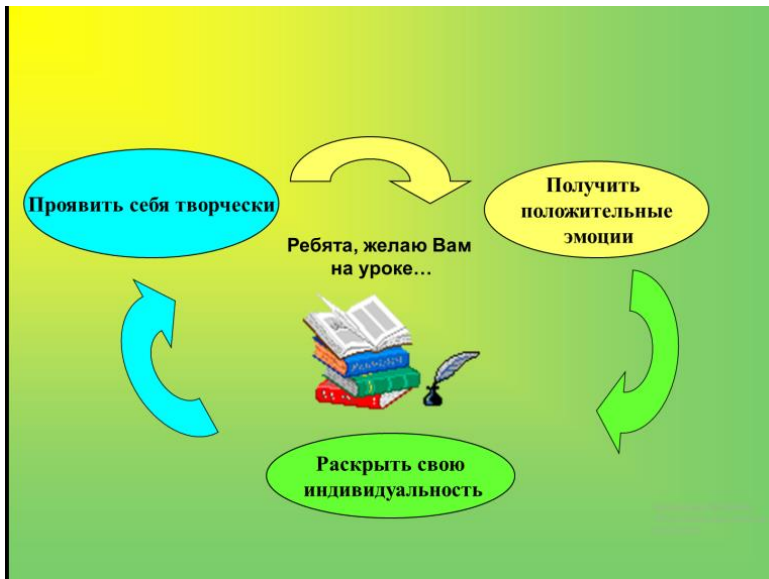 Проявить себя творчески
Получить
положительные
эмоции
Ребята, желаю Вам
на уроке…
Раскрыть свою
индивидуальность